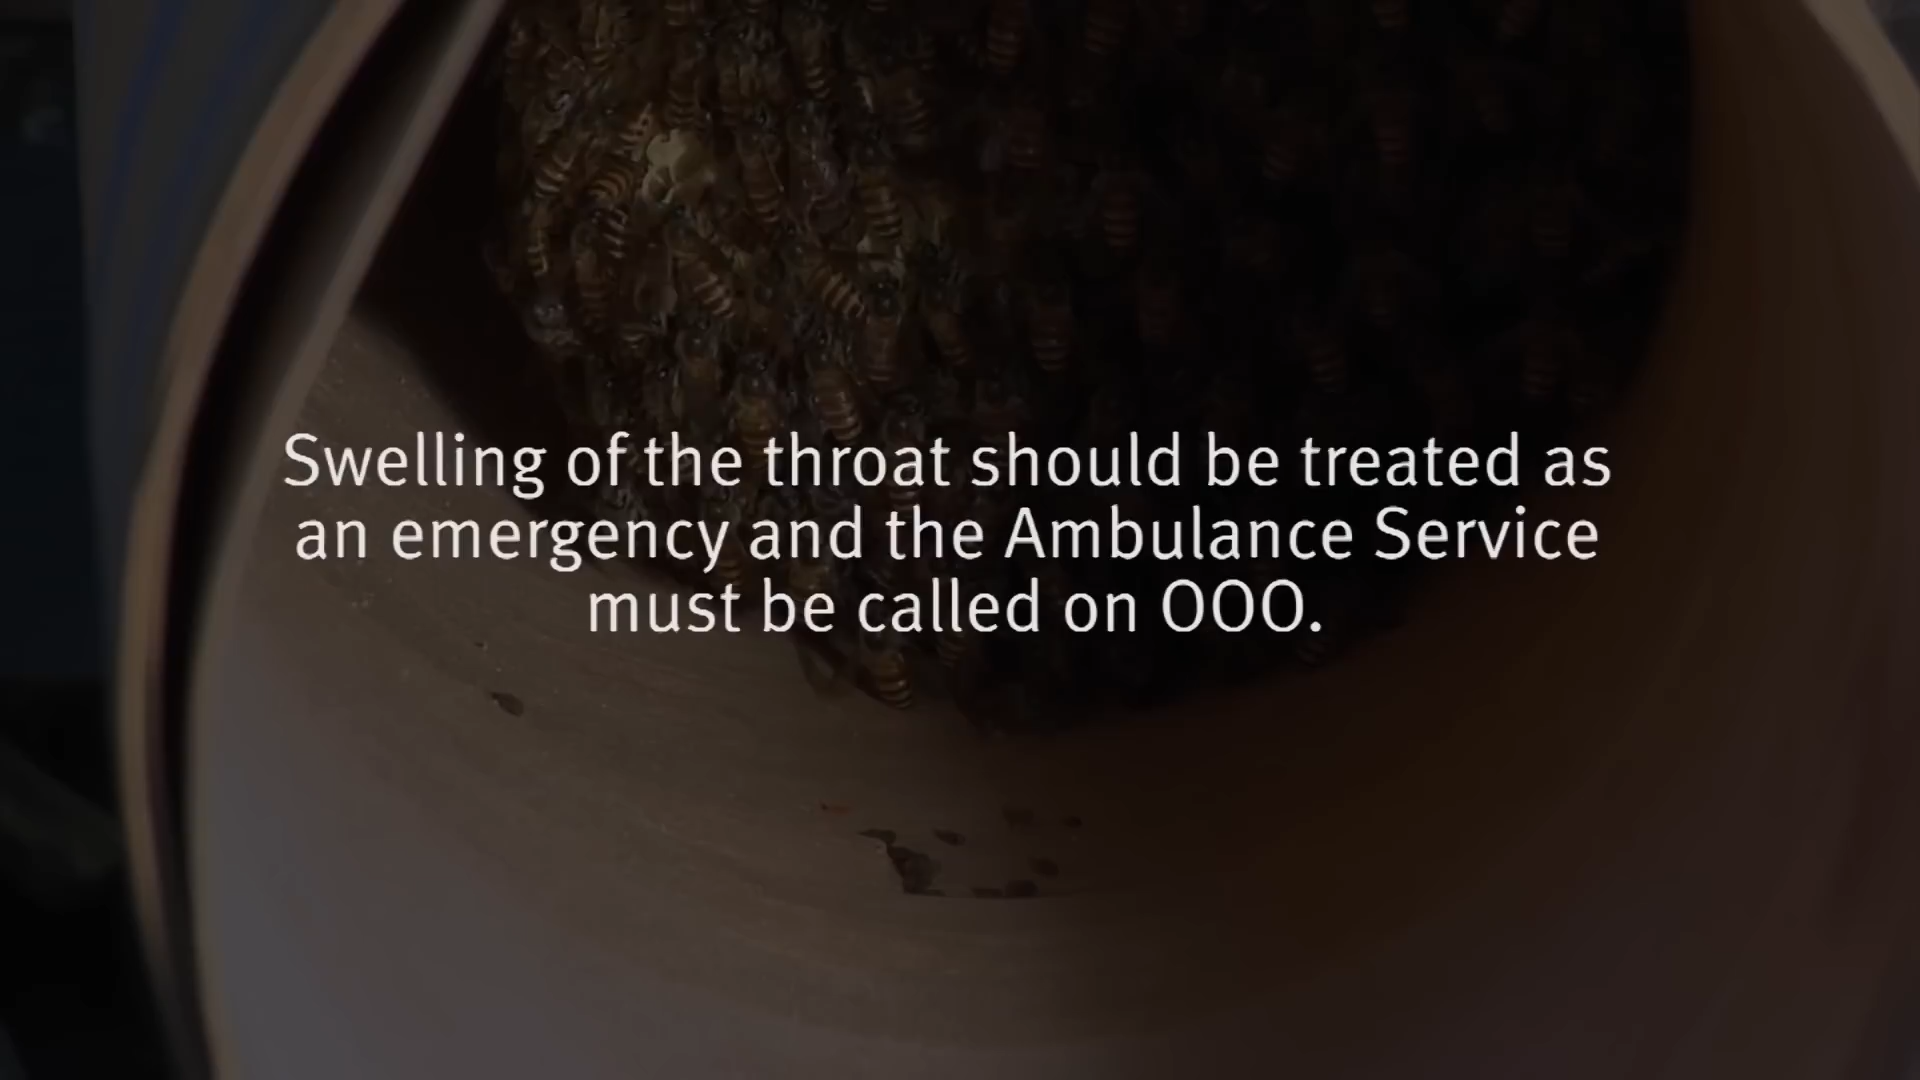 Swelling of the throat should be treated as
an emergency and the Ambulance Service
must be called on 000.